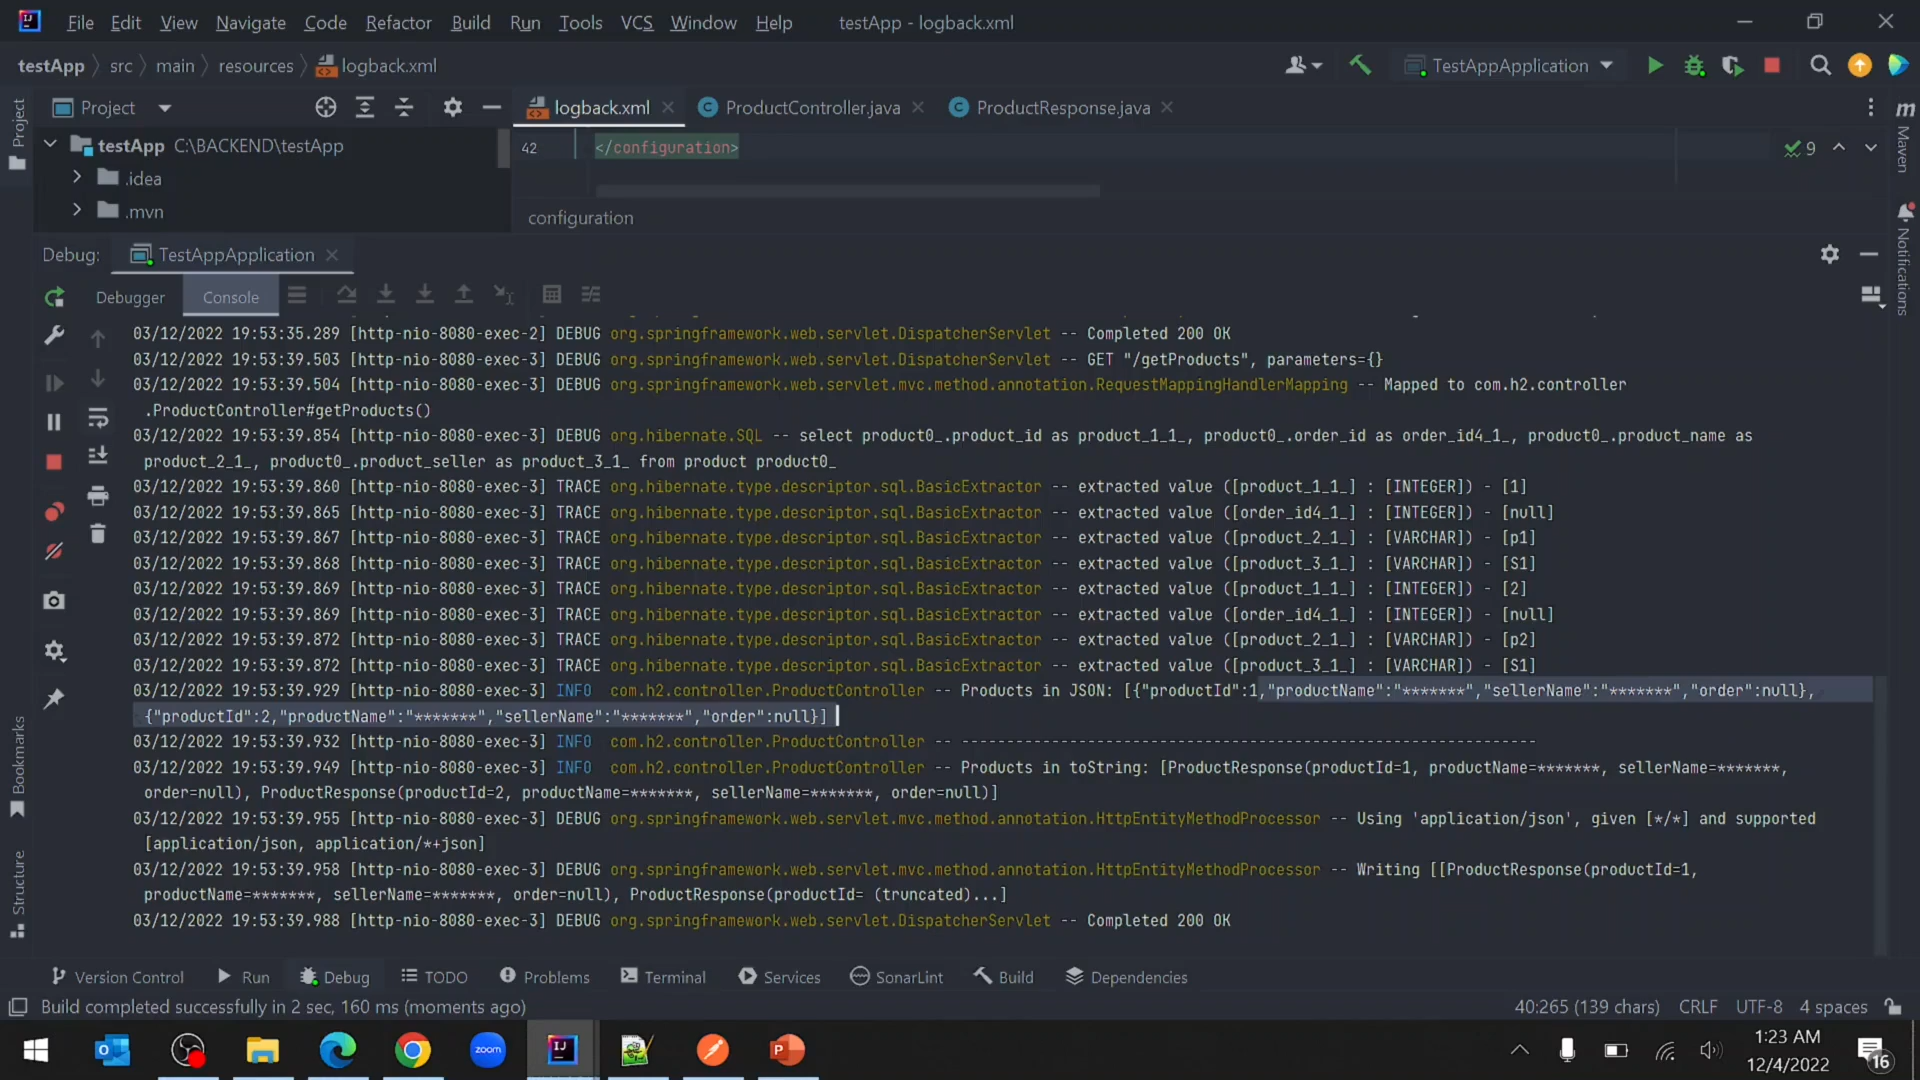 File Edit View Navigate Code Refactor Build Run Tools VCS Window Help testApp - logback.xml
testApp src main resources logback.xml TestAppApplication
Project logback.xml ProductController.java ProductResponse.java
testApp C:\BACKEND\testApp
.idea
.mvn
42 </configuration>
9
configuration
Project
Bookmarks
Structure
m
Maven
Notifications
Debug: TestAppApplication
Debugger Console
03/12/2022 19:53:35.289 [http-nio-8080-exec-2] DEBUG org.springframework.web.servlet.DispatcherServlet -- Completed 200 OK
03/12/2022 19:53:39.503 [http-nio-8080-exec-3] DEBUG org.springframework.web.servlet.DispatcherServlet -- GET "/getProducts", parameters={}
03/12/2022 19:53:39.504 [http-nio-8080-exec-3] DEBUG org.springframework.web.servlet.mvc.method.annotation.RequestMappingHandlerMapping -- Mapped to com.h2.controller
.ProductController#getProducts()
03/12/2022 19:53:39.854 [http-nio-8080-exec-3] DEBUG org.hibernate.SQL -- select product0_.product_id as product_1_1_, product0_.order_id as order_id4_1_, product0_.product_name as
product_2_1_, product0_.product_seller as product_3_1_ from product product0_
03/12/2022 19:53:39.860 [http-nio-8080-exec-3] TRACE org.hibernate.type.descriptor.sql.BasicExtractor -- extracted value ([product_1_1_] : [INTEGER]) - [1]
03/12/2022 19:53:39.865 [http-nio-8080-exec-3] TRACE org.hibernate.type.descriptor.sql.BasicExtractor -- extracted value ([order_id4_1_] : [INTEGER]) - [null]
03/12/2022 19:53:39.867 [http-nio-8080-exec-3] TRACE org.hibernate.type.descriptor.sql.BasicExtractor -- extracted value ([product_2_1_] : [VARCHAR]) - [p1]
03/12/2022 19:53:39.868 [http-nio-8080-exec-3] TRACE org.hibernate.type.descriptor.sql.BasicExtractor -- extracted value ([product_3_1_] : [VARCHAR]) - [S1]
03/12/2022 19:53:39.869 [http-nio-8080-exec-3] TRACE org.hibernate.type.descriptor.sql.BasicExtractor -- extracted value ([product_1_1_] : [INTEGER]) - [2]
03/12/2022 19:53:39.869 [http-nio-8080-exec-3] TRACE org.hibernate.type.descriptor.sql.BasicExtractor -- extracted value ([order_id4_1_] : [INTEGER]) - [null]
03/12/2022 19:53:39.872 [http-nio-8080-exec-3] TRACE org.hibernate.type.descriptor.sql.BasicExtractor -- extracted value ([product_2_1_] : [VARCHAR]) - [p2]
03/12/2022 19:53:39.872 [http-nio-8080-exec-3] TRACE org.hibernate.type.descriptor.sql.BasicExtractor -- extracted value ([product_3_1_] : [VARCHAR]) - [S1]
03/12/2022 19:53:39.929 [http-nio-8080-exec-3] INFO com.h2.controller.ProductController -- Products in JSON: [{"productId":1,"productName":"*******","sellerName":"*******","order":null},
{"productId":2,"productName":"*******","sellerName":"*******","order":null}]
03/12/2022 19:53:39.932 [http-nio-8080-exec-3] INFO com.h2.controller.ProductController -- ----------------------------------------------------------------
03/12/2022 19:53:39.949 [http-nio-8080-exec-3] INFO com.h2.controller.ProductController -- Products in toString: [ProductResponse(productId=1, productName=*******, sellerName=*******,
order=null), ProductResponse(productId=2, productName=*******, sellerName=*******, order=null)]
03/12/2022 19:53:39.955 [http-nio-8080-exec-3] DEBUG org.springframework.web.servlet.mvc.method.annotation.HttpEntityMethodProcessor -- Using 'application/json', given [*/*] and supported
[application/json, application/*+json]
03/12/2022 19:53:39.958 [http-nio-8080-exec-3] DEBUG org.springframework.web.servlet.mvc.method.annotation.HttpEntityMethodProcessor -- Writing [[ProductResponse(productId=1,
productName=*******, sellerName=*******, order=null), ProductResponse(productId= (truncated)...]
03/12/2022 19:53:39.988 [http-nio-8080-exec-3] DEBUG org.springframework.web.servlet.DispatcherServlet -- Completed 200 OK
Version Control Run Debug TODO Problems Terminal Services SonarLint Build Dependencies
Build completed successfully in 2 sec, 160 ms (moments ago) 40:265 (139 chars) CRLF UTF-8 4 spaces
zoom
1:23 AM
12/4/2022
16